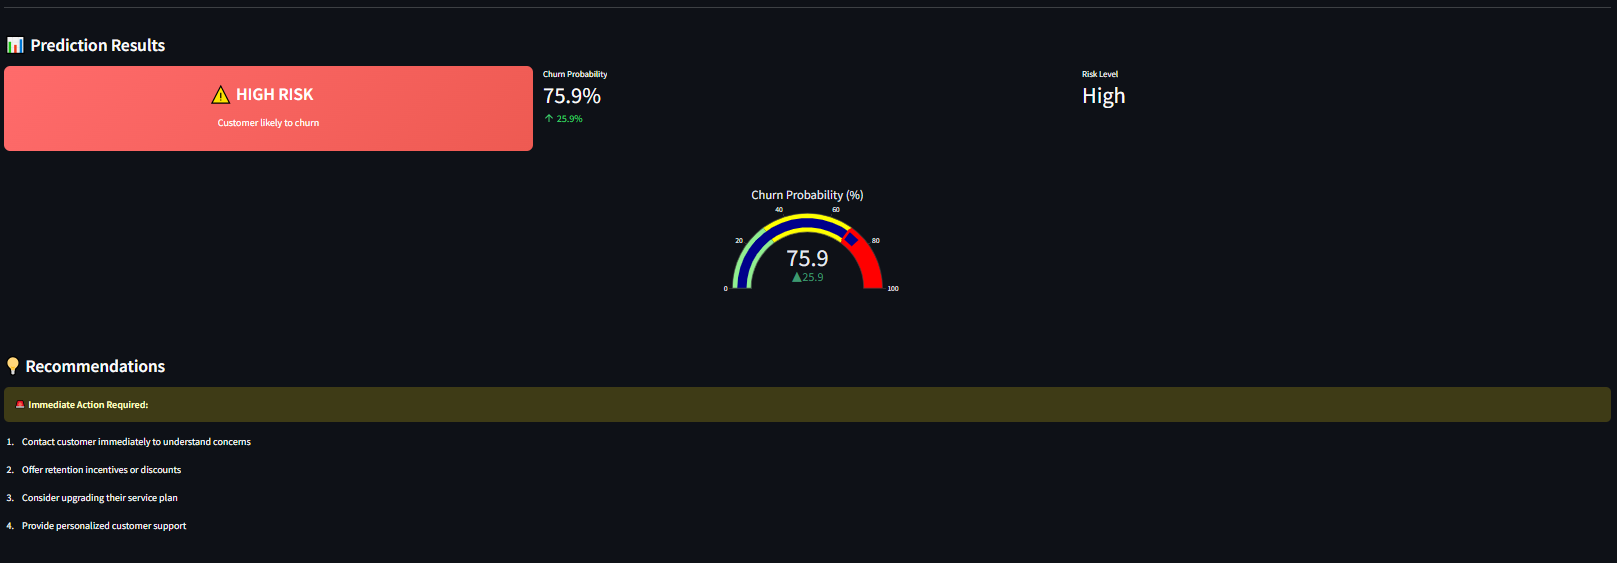 📊 Prediction Results
⚠️ HIGH RISK
Customer likely to churn
Churn Probability
75.9%
↑ 25.9%
Risk Level
High
Churn Probability (%)
0
20
40
60
80
100
75.9
▲25.9
💡 Recommendations
🚨 Immediate Action Required:
1. Contact customer immediately to understand concerns
2. Offer retention incentives or discounts
3. Consider upgrading their service plan
4. Provide personalized customer support